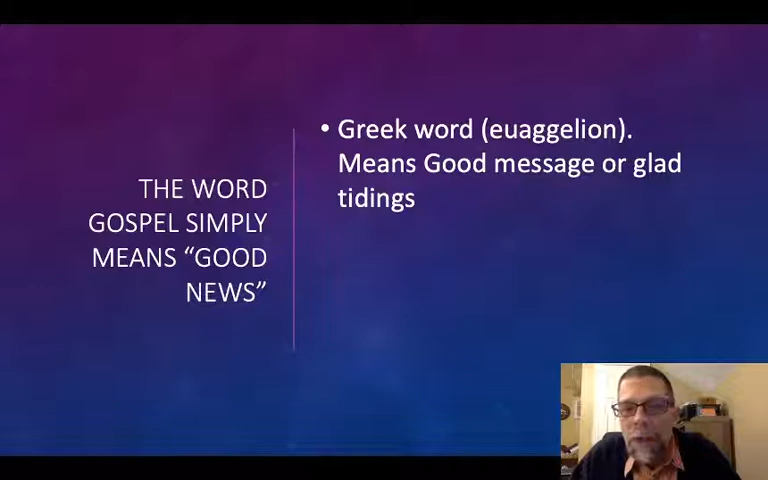 THE WORD
GOSPEL SIMPLY
MEANS “GOOD
NEWS”
• Greek word (euaggelion).
Means Good message or glad
tidings